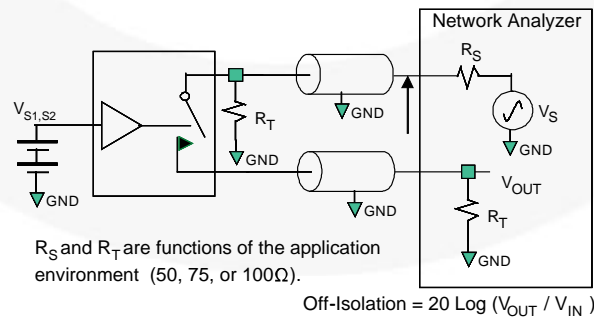 Network Analyzer
R_S
V_S1,S2
GND
V_S
R_T
GND
GND
GND
V_OUT
GND
R_T
GND
R_S and R_T are functions of the application
environment (50, 75, or 100Ω).
GND
Off-Isolation = 20 Log (V_OUT / V_IN )